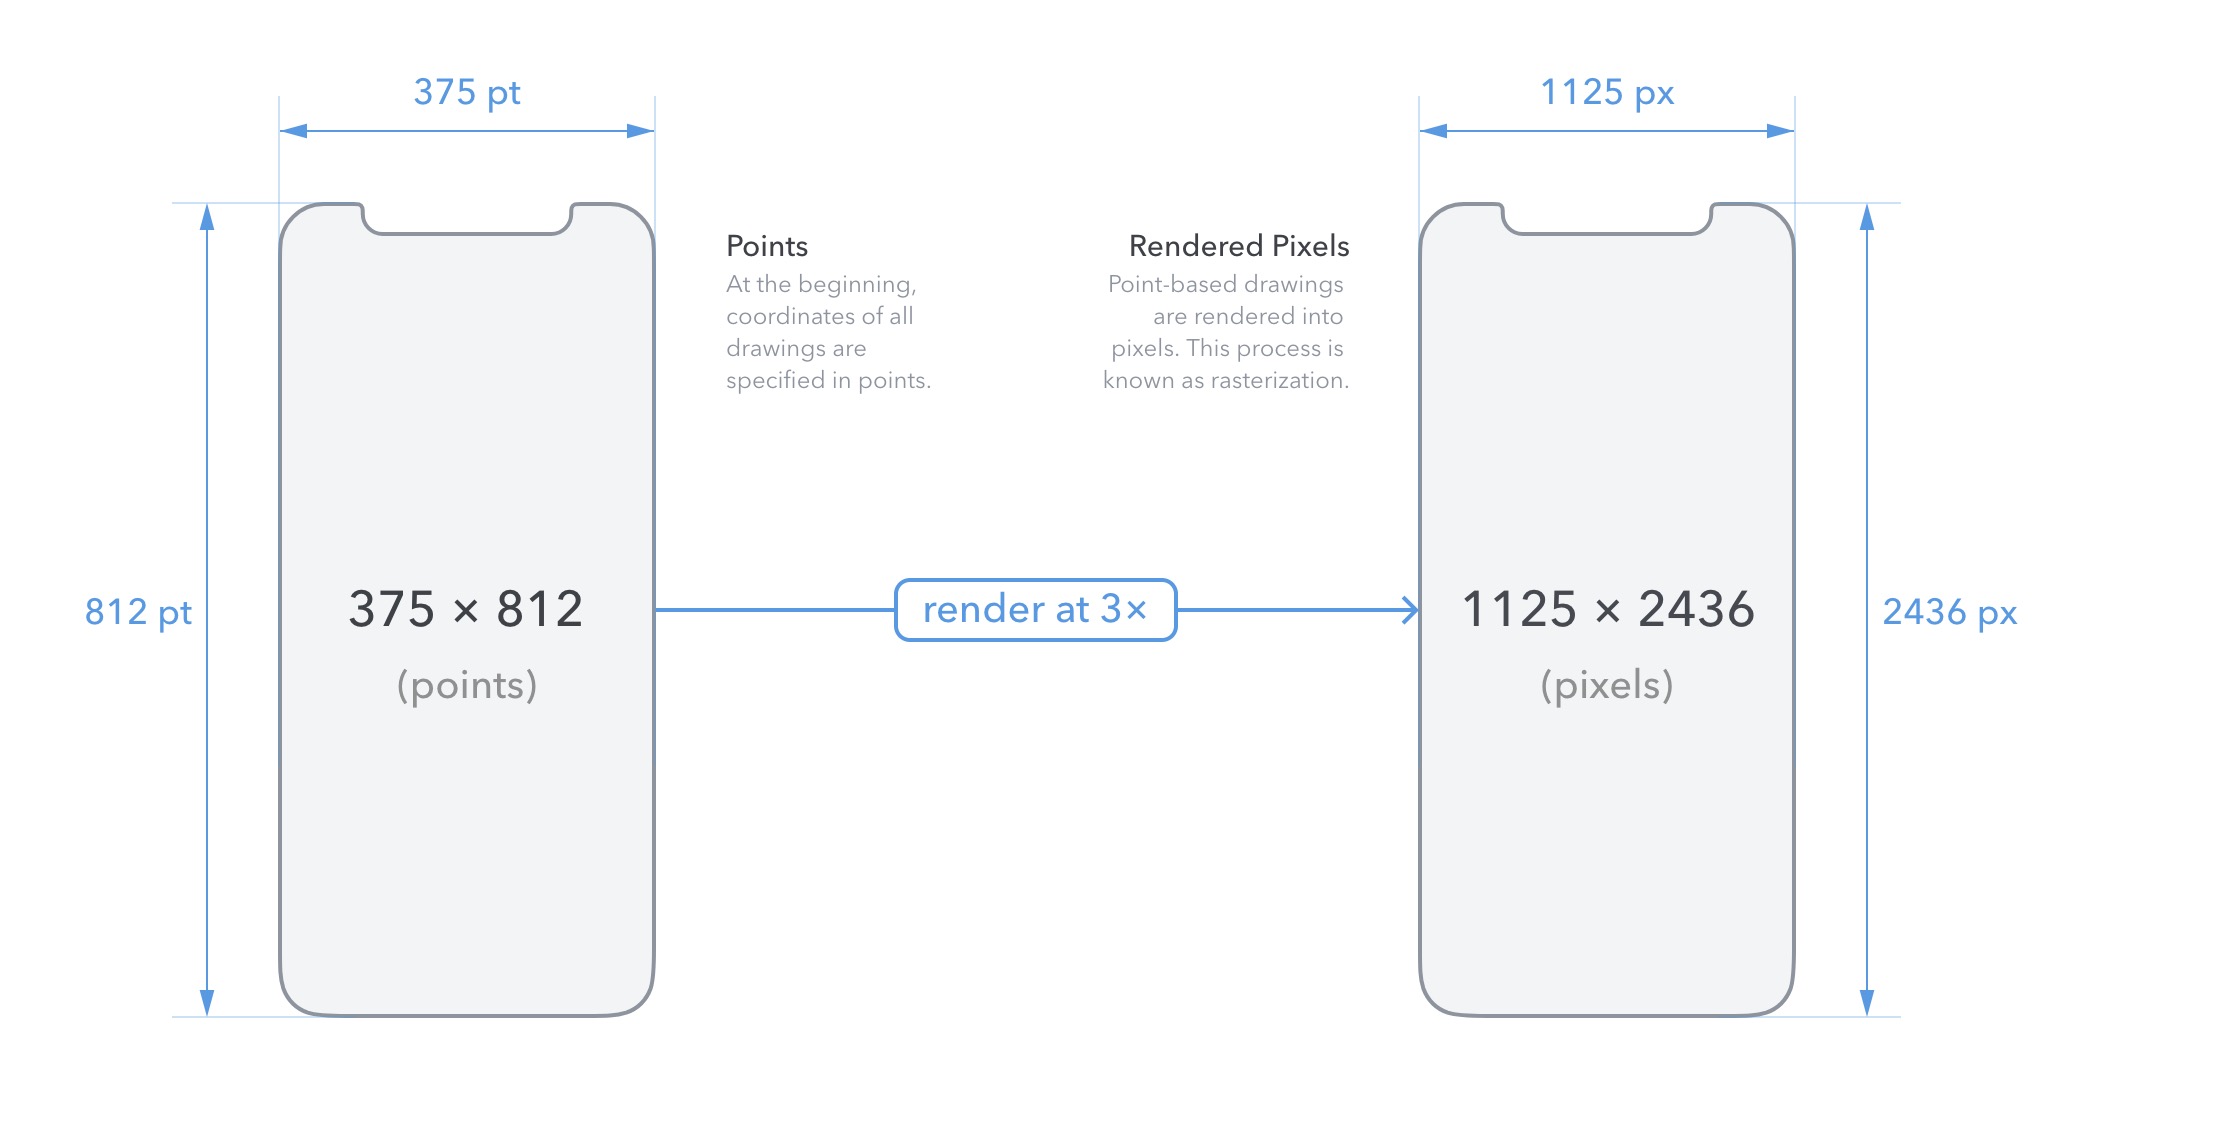 375 pt
1125 px
Points
At the beginning,
coordinates of all
drawings are
specified in points.
Rendered Pixels
Point-based drawings
are rendered into
pixels. This process is
known as rasterization.
812 pt
375 × 812
(points)
render at 3×
1125 × 2436
(pixels)
2436 px